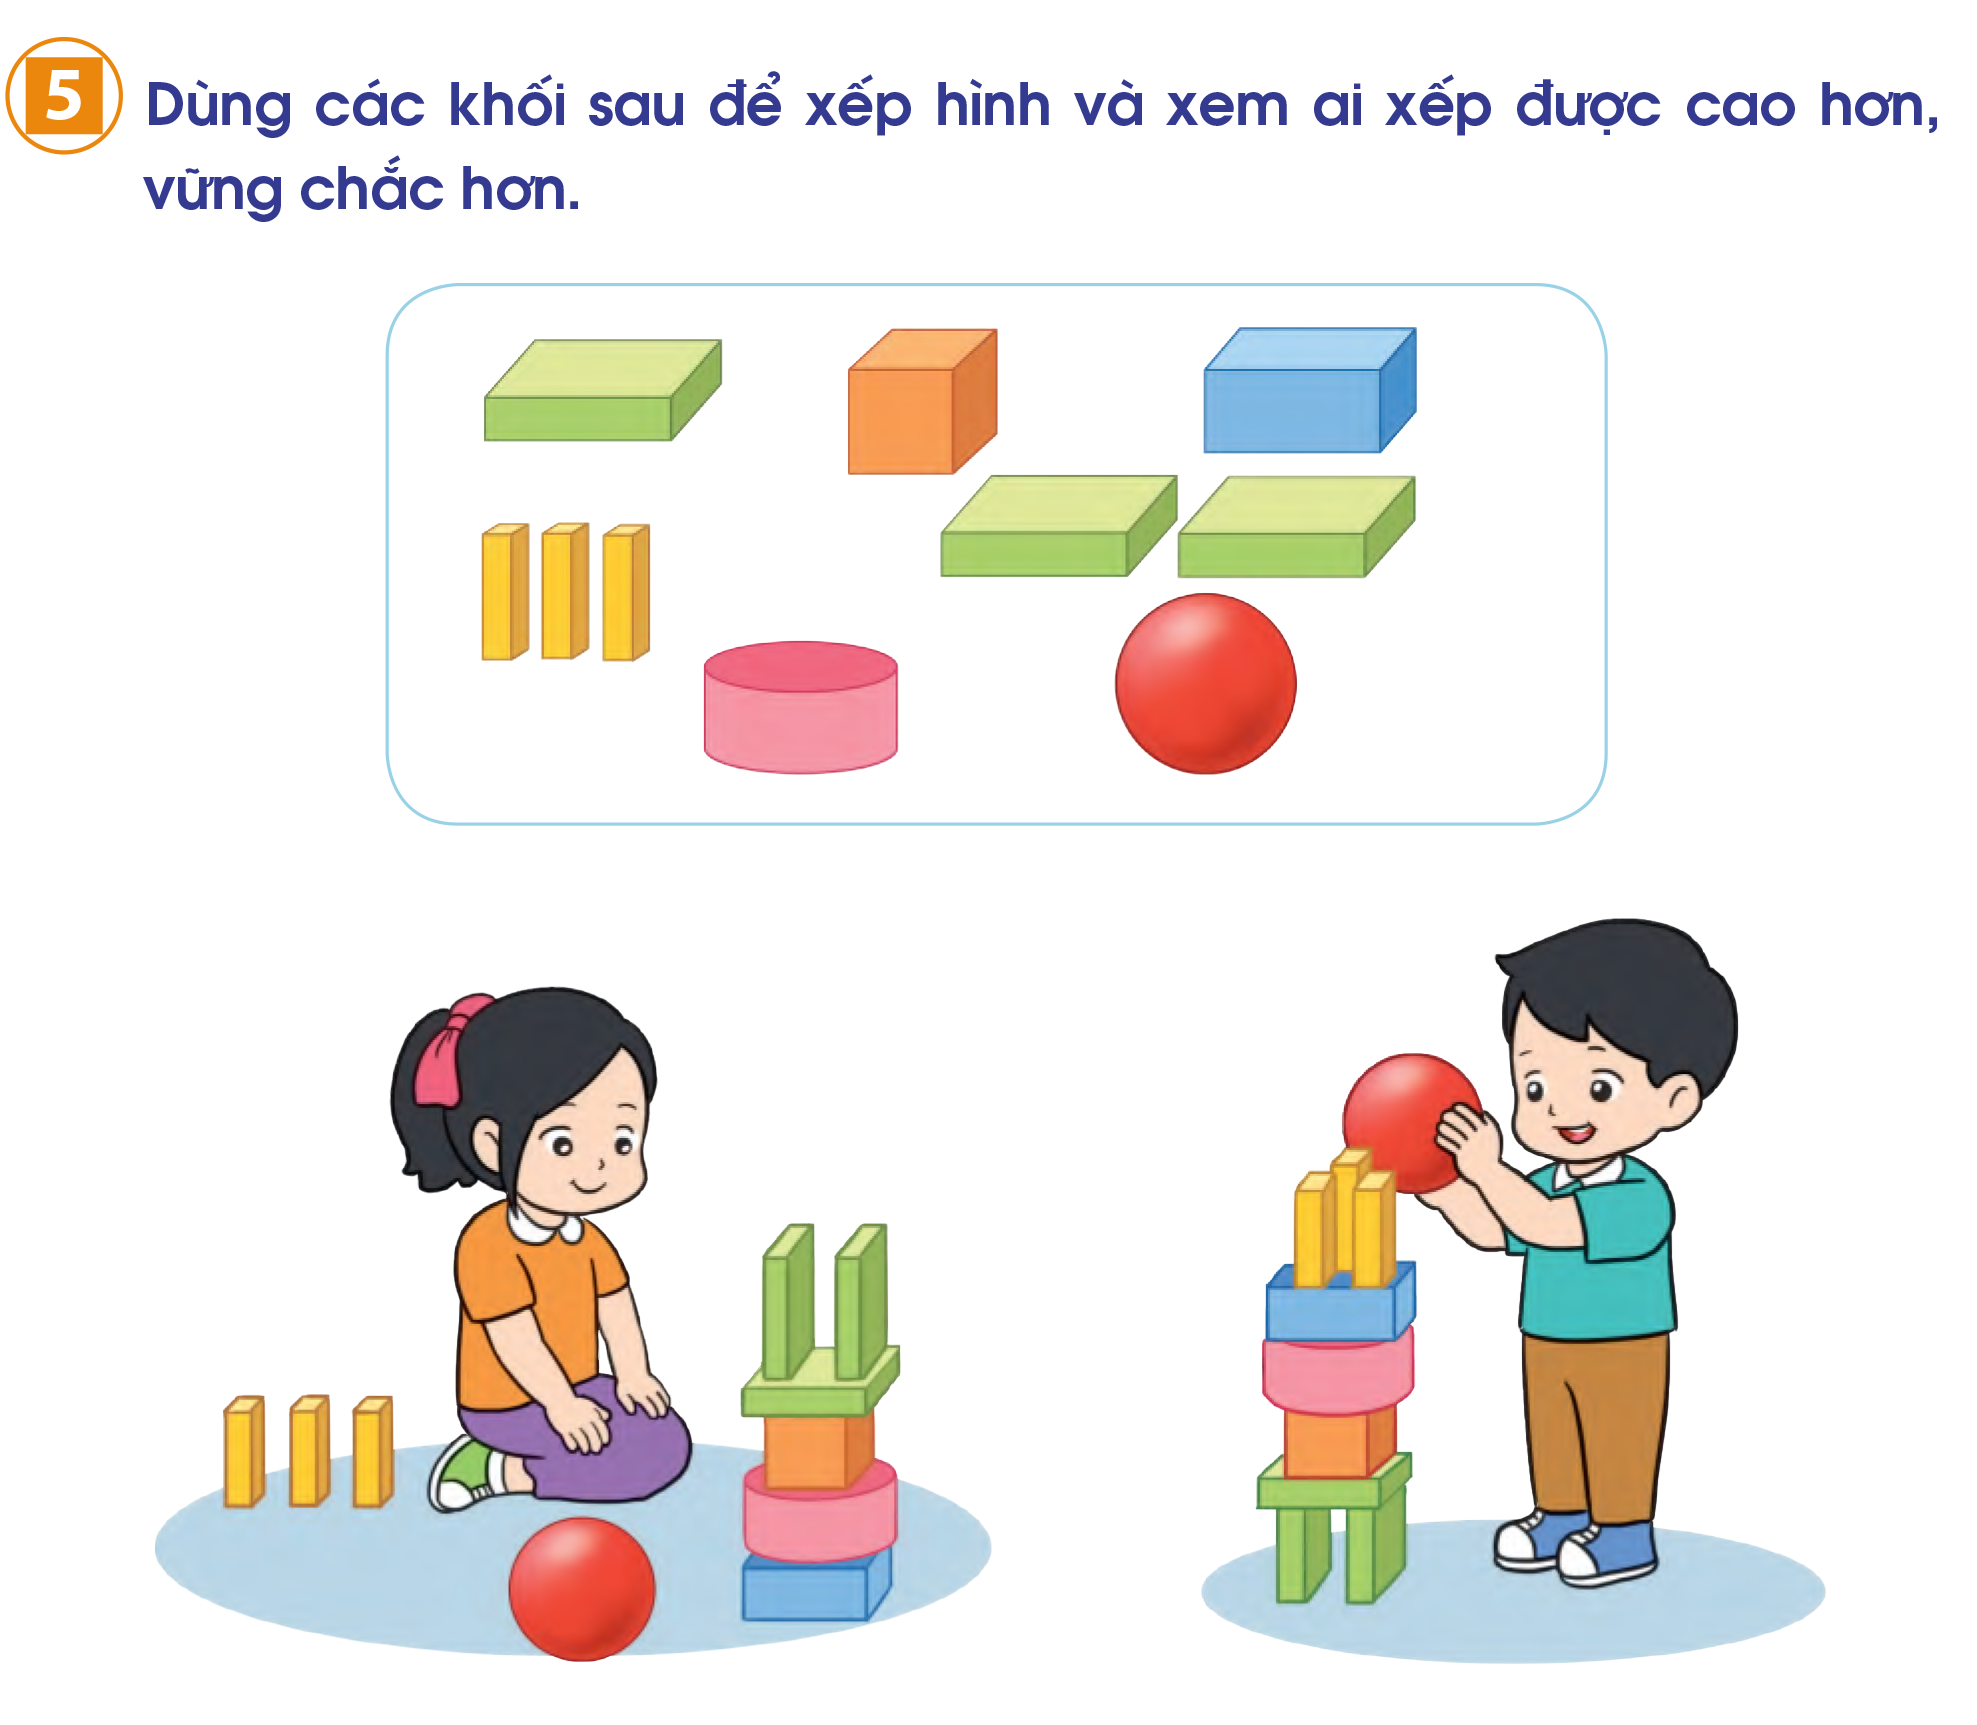 5 Dùng các khối sau để xếp hình và xem ai xếp được cao hơn,
vững chắc hơn.